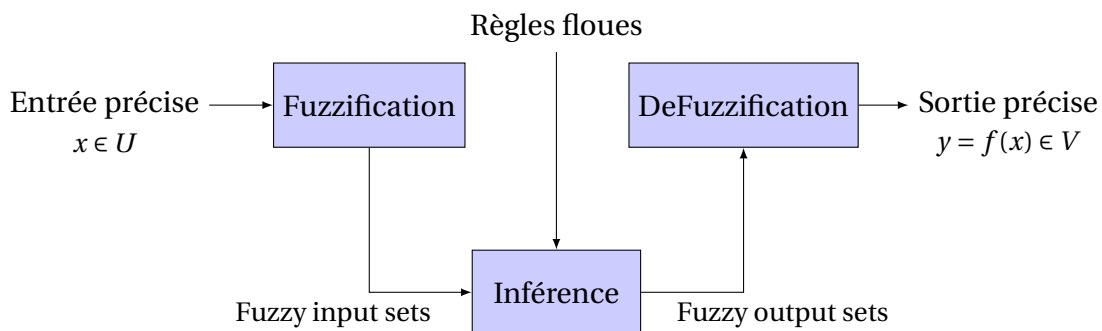 Règles floues
Entrée précise
x ∈ U
Fuzzification
DeFuzzification
Sortie précise
y = f(x) ∈ V
Inférence
Fuzzy input sets
Fuzzy output sets